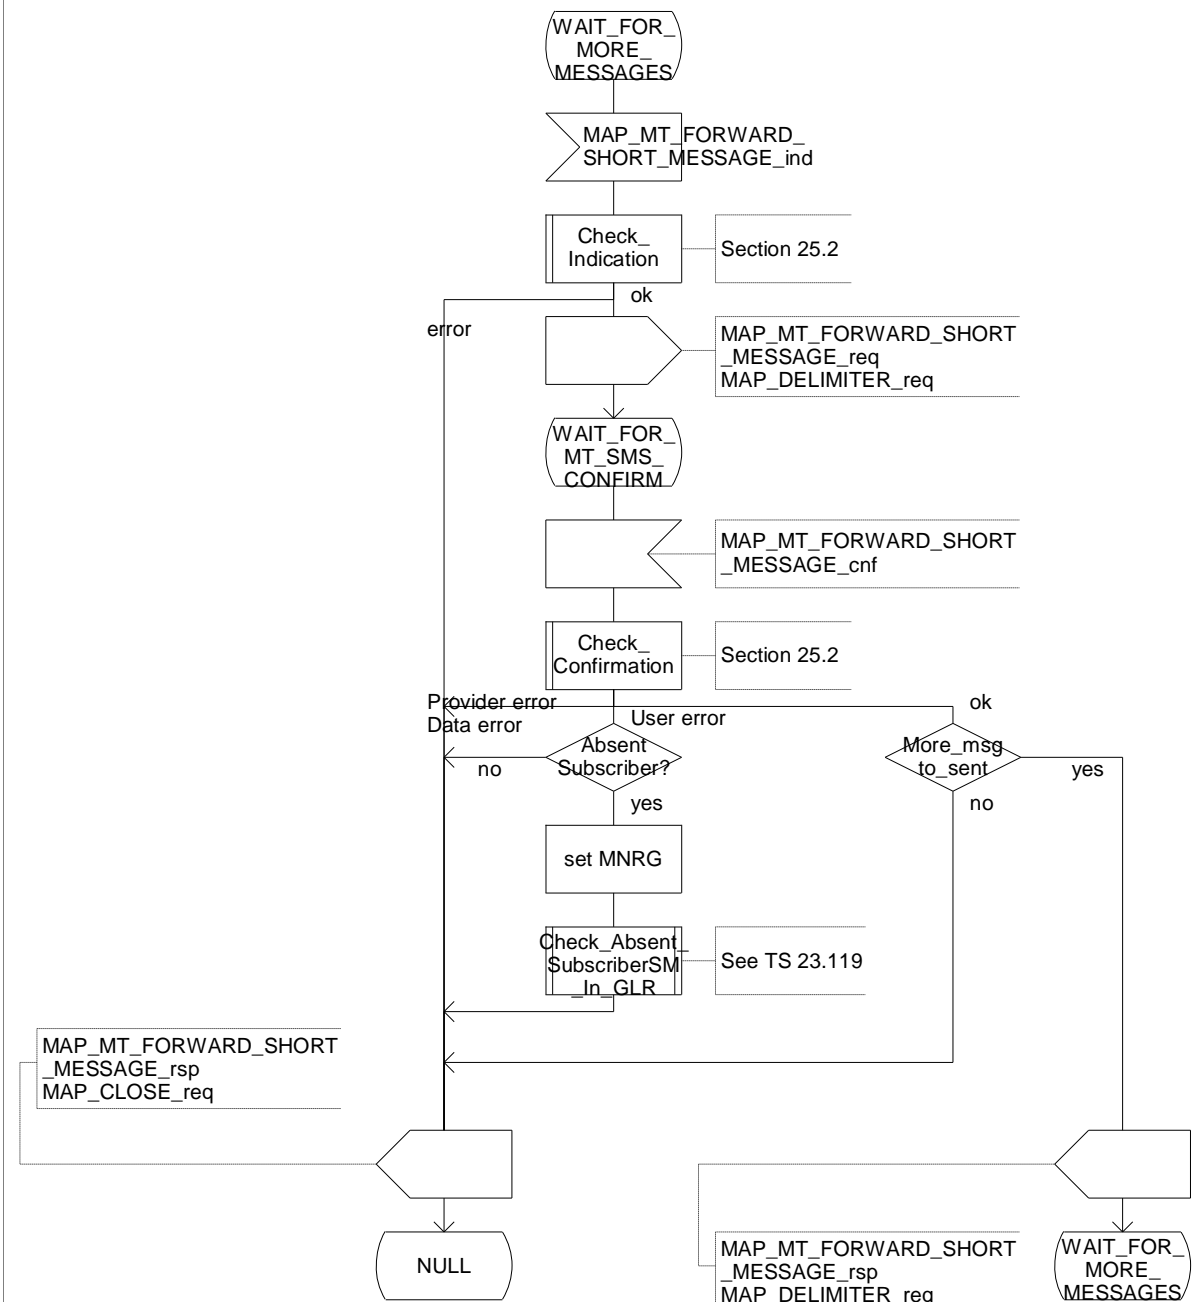 WAIT_FOR_
MORE_
MESSAGES
MAP_MT_FORWARD_
SHORT_MESSAGE_ind
Check_
Indication
Section 25.2
ok
error
MAP_MT_FORWARD_SHORT
_MESSAGE_req
MAP_DELIMITER_req
WAIT_FOR_
MT_SMS_
CONFIRM
MAP_MT_FORWARD_SHORT
_MESSAGE_cnf
Check_
Confirmation
Section 25.2
Provider error
Data error
User error
ok
Absent
Subscriber?
no
yes
More_msg
to_sent
yes
no
set MNRG
Check_Absent_
SubscriberSM
_In_GLR
See TS 23.119
MAP_MT_FORWARD_SHORT
_MESSAGE_rsp
MAP_CLOSE_req
NULL
MAP_MT_FORWARD_SHORT
_MESSAGE_rsp
MAP_DELIMITER_req
WAIT_FOR_
MORE_
MESSAGES